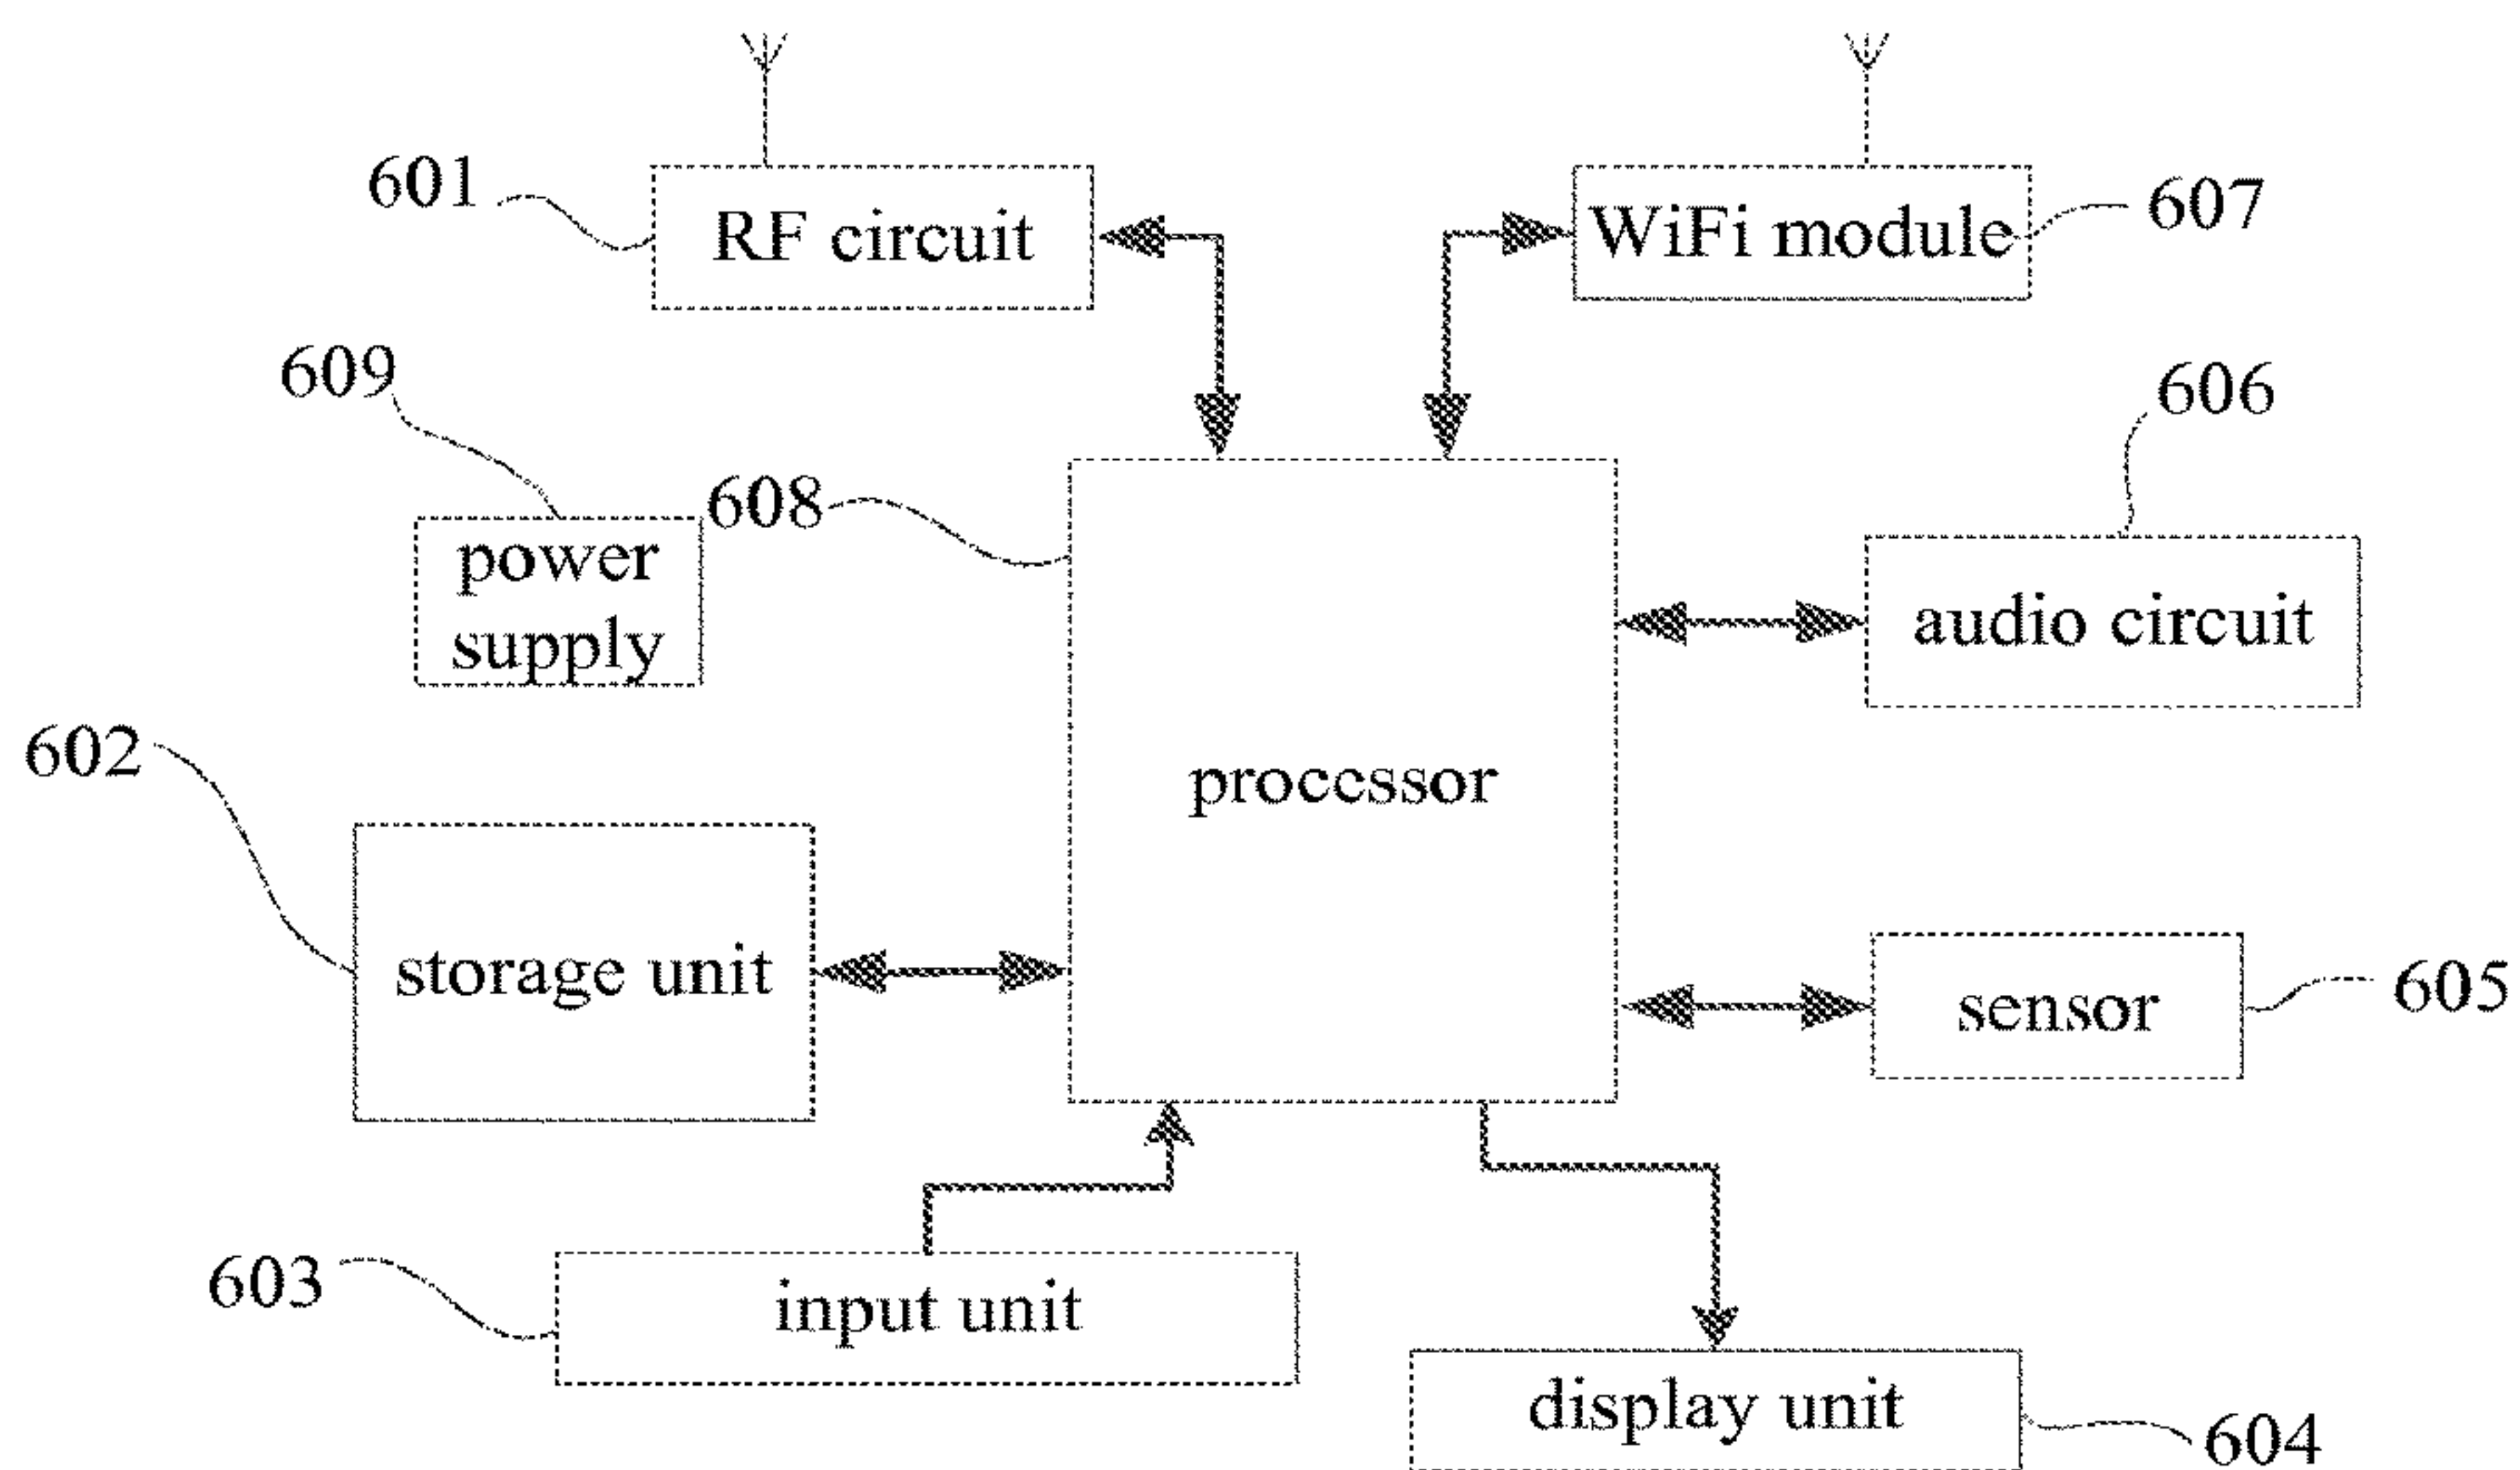 601
RF circuit
WiFi module
607
609
606
608
power
supply
audio circuit
602
processor
storage unit
sensor
605
603
input unit
display unit
604